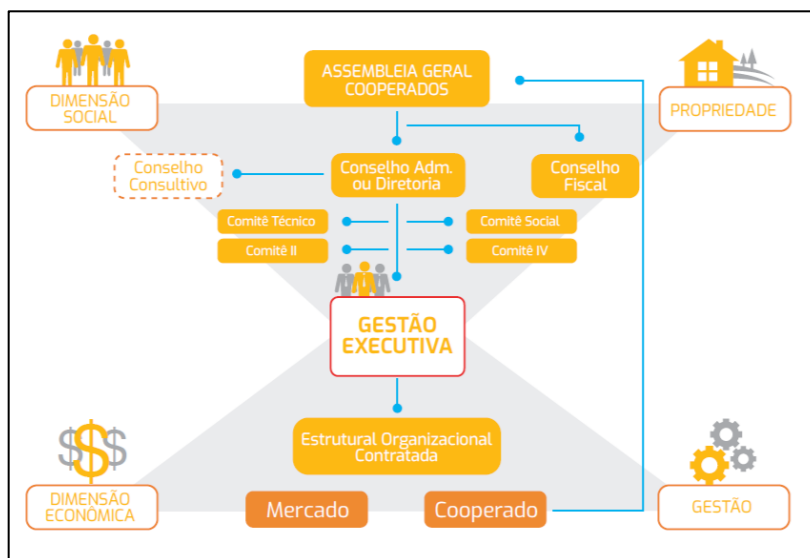 DIMENSÃO
SOCIAL
ASSEMBLEIA GERAL
COOPERADOS
PROPRIEDADE
Conselho
Consultivo
Conselho Adm.
ou Diretoria
Conselho
Fiscal
Comitê Técnico
Comitê Social
Comitê II
Comitê IV
GESTÃO
EXECUTIVA
Estrutural Organizacional
Contratada
DIMENSÃO
ECONÔMICA
Mercado
Cooperado
GESTÃO